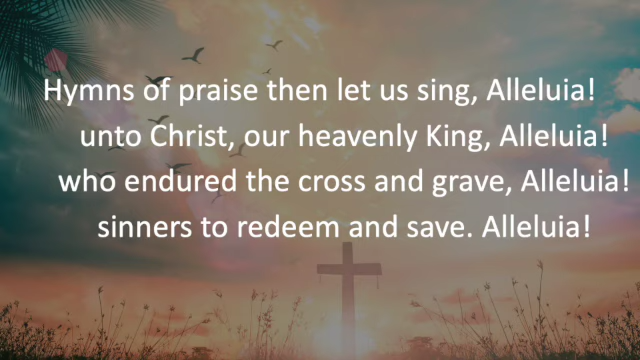 Hymns of praise then let us sing, Alleluia!
unto Christ, our heavenly King, Alleluia!
who endured the cross and grave, Alleluia!
sinners to redeem and save. Alleluia!